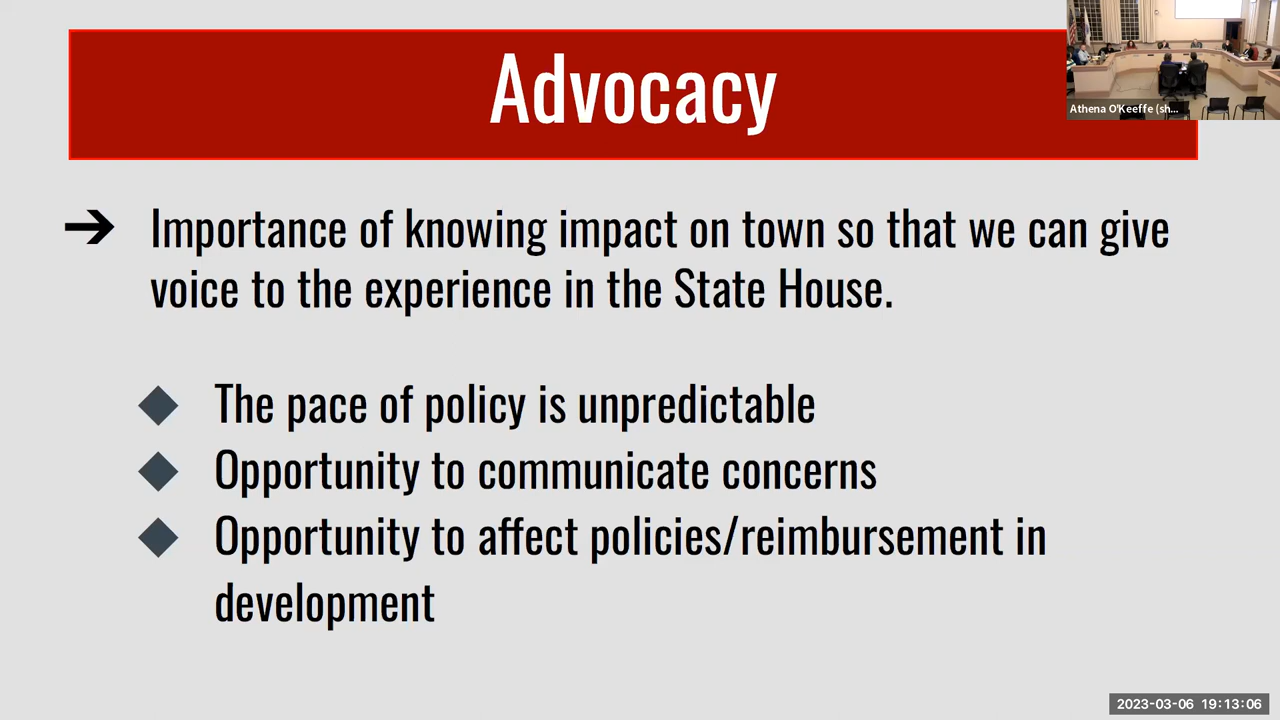 Advocacy
Athena O'Keeffe (sh...
➔ Importance of knowing impact on town so that we can give
voice to the experience in the State House.
◆ The pace of policy is unpredictable
◆ Opportunity to communicate concerns
◆ Opportunity to affect policies/reimbursement in
development
2023-03-06 19:13:06